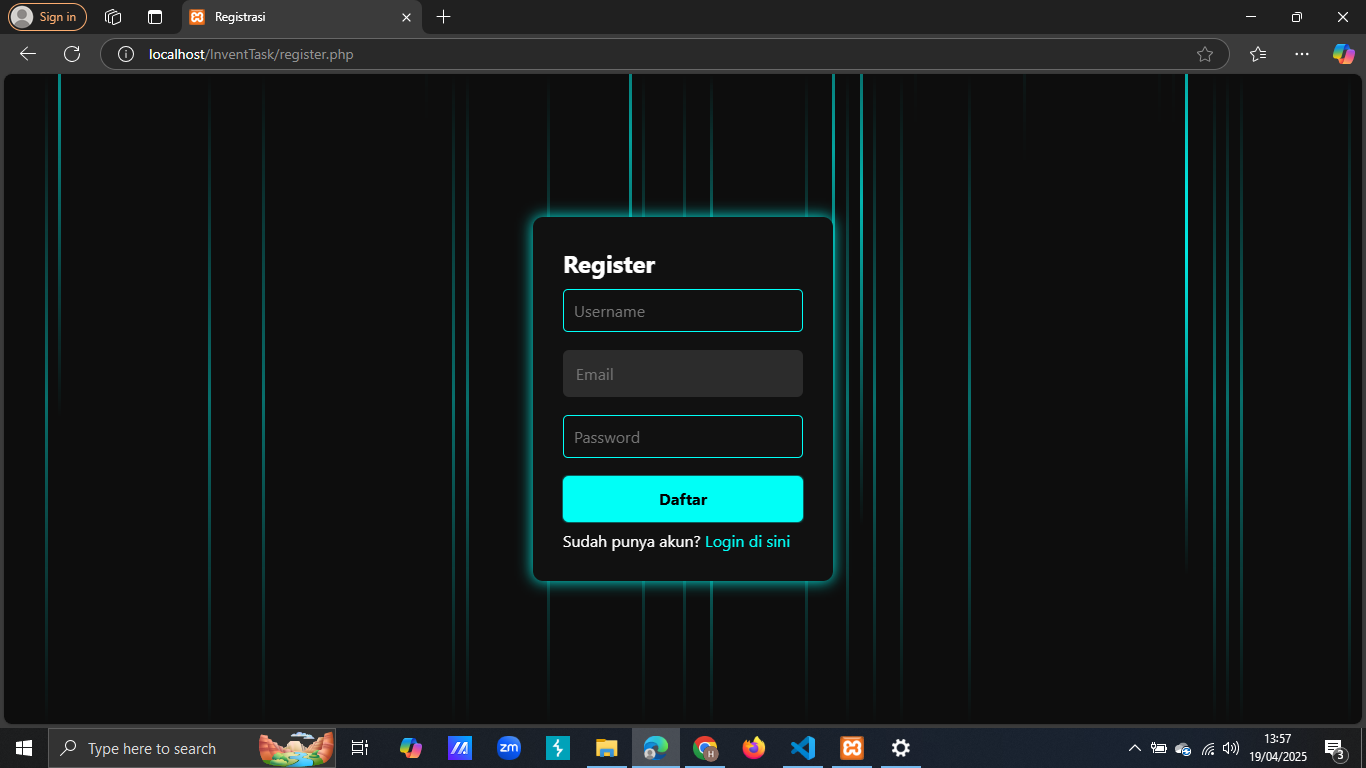 Sign in
Registrasi
localhost/InventTask/register.php
Register
Username
Email
Password
Daftar
Sudah punya akun? Login di sini
Type here to search
zm
H
13:57
19/04/2025
3